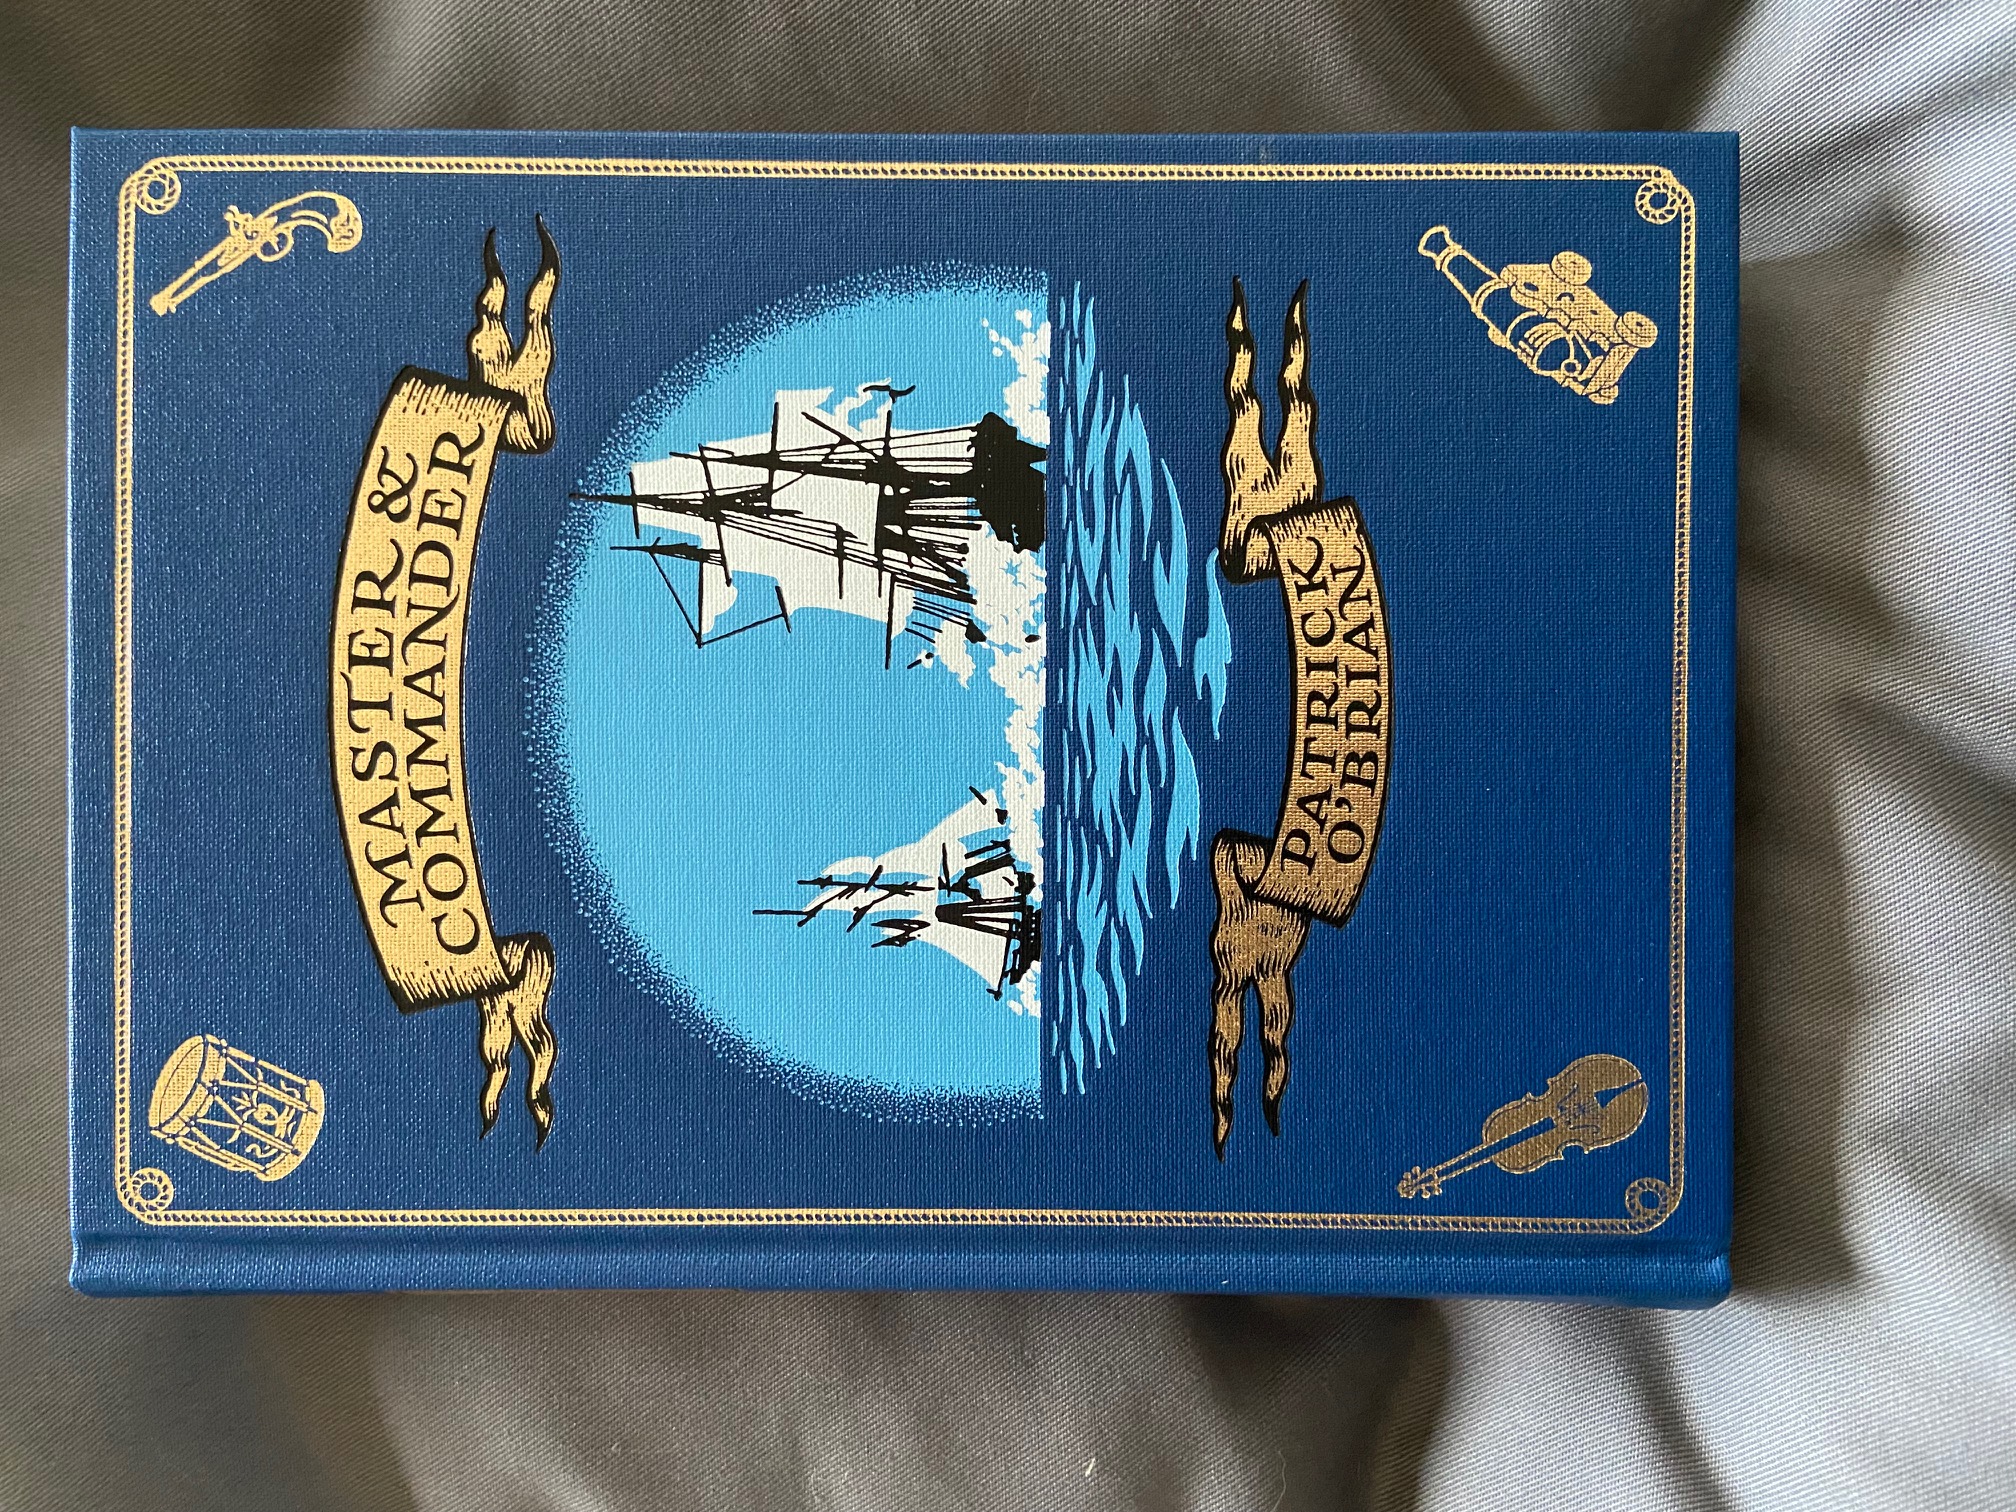 MASTER &
COMMANDER
PATRICK
O'BRIAN